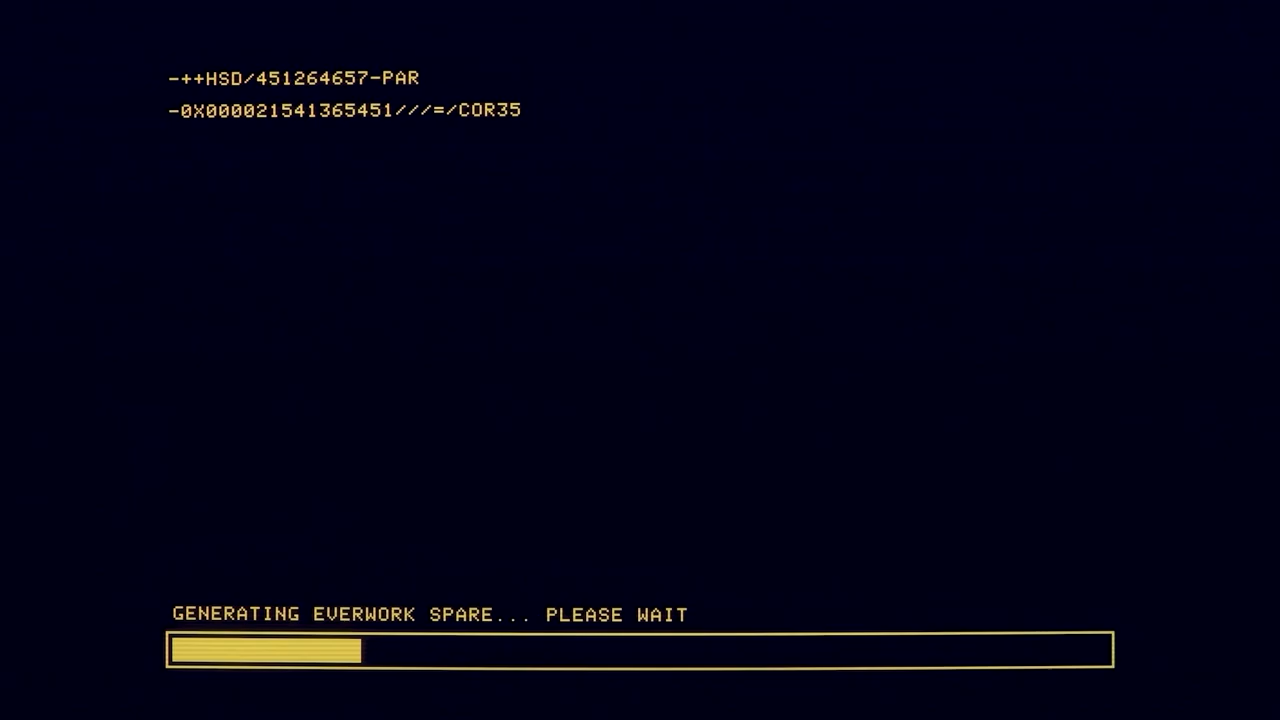 -++HSD/451264657-PAR
-0X000021541365451///=/COR35
GENERATING EVERWORK SPARE... PLEASE WAIT